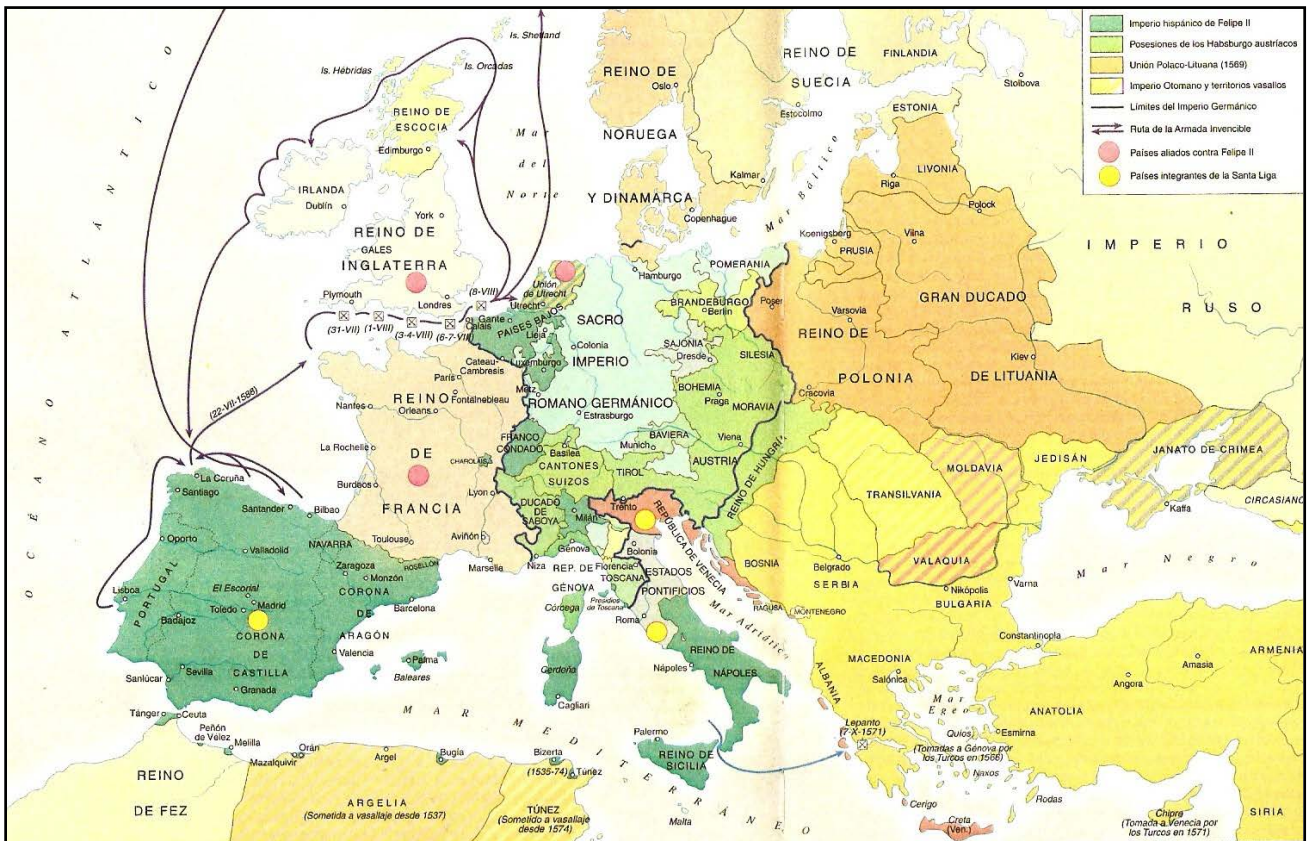 Imperio hispánico de Felipe II
Posesiones de los Habsburgo austríacos
Unión Polaco-Lituana (1569)
Imperio Otomano y territorios vasallos
Límites del Imperio Germánico
Ruta de la Armada Invencible
Países aliados contra Felipe II
Países integrantes de la Santa Liga
OCÉANO ATLÁNTICO
Is. Shetland
Is. Orcadas
Is. Hébridas
REINO DE
ESCOCIA
Edimburgo
IRLANDA
Dublín
York
REINO DE
GALES
INGLATERRA
Plymouth
Londres
(31-VII)
(1-VIII)
(3-4-VIII)
(6-7-VIII)
(8-VIII)
(22-VII-1588)
Mar
del
Norte
REINO DE
Oslo
NORUEGA
Y DINAMARCA
Copenhague
REINO DE
SUECIA
Estocolmo
Kalmar
FINLANDIA
ESTONIA
Stolbova
Mar Báltico
LIVONIA
Riga
Polock
Koenigsberg
PRUSIA
Vilna
IMPERIO
RUSO
GRAN DUCADO
DE LITUANIA
Kiev
Poser
Varsovia
REINO DE
POLONIA
Cracovia
Hamburgo
POMERANIA
BRANDEBURGO
Berlín
Unión
de Utrecht
Utrecht
PAISES BAJOS
Gante
Calais
Lieja
Colonia
Luxemburgo
Cateau-
Cambresis
SACRO
IMPERIO
ROMANO GERMÁNICO
SAJONIA
Dresde
SILESIA
BOHEMIA
Praga
MORAVIA
Metz
Estrasburgo
BAVIERA
Munich
Viena
AUSTRIA
TIROL
REINO DE HUNGRIA
FRANCO
CONDADO
Basilea
CANTONES
SUIZOS
CHAROLAIS
DUCADO
DE
SABOYA
París
Fontainebleau
REINO
DE
FRANCIA
Nantes
Orleans
La Rochelle
Burdeos
Lyon
Toulouse
Aviñón
Marselle
Niza
Milán
Génova
REP. DE
GÉNOVA
Trento
REPÚBLICA DE VENECIA
Bolonia
Florencia
TOSCANA
Presidios
de Toscana
ESTADOS
PONTIFICIOS
Roma
Córcega
Cerdeña
Cagliari
Nápoles
REINO DE
NÁPOLES
Palermo
REINO DE
SICILIA
Malta
Mar Adriático
La Coruña
Santiago
Santander
Bilbao
NAVARRA
ROSELLÓN
Oporto
Valladolid
Zaragoza
Monzón
Barcelona
CORONA
DE
ARAGÓN
El Escorial
Madrid
Toledo
Lisboa
PORTUGAL
Badajoz
CORONA
DE
CASTILLA
Valencia
Palma
Baleares
Sevilla
Sanlúcar
Granada
Tánger
Ceuta
Peñón
de Vélez
Melilla
Orán
Mazalquivir
Argel
Bugía
Bizerta
(1535-74)
Túnez
REINO
DE FEZ
ARGELIA
(Sometida a vasallaje desde 1537)
TÚNEZ
(Sometido a vasallaje
desde 1574)
MAR MEDITERRÁNEO
TRANSILVANIA
MOLDAVIA
JEDISÁN
JANATO DE CRIMEA
Kaffa
CIRCASIANO
VALAQUIA
BOSNIA
Belgrado
SERBIA
Nikópolis
BULGARIA
Varna
Mar Negro
RAGUSA
MONTENEGRO
ALBANIA
MACEDONIA
Salónica
Constantinopla
Lepanto
(7-X-1571)
Mar
Egeo
Quios
(Tomadas a Génova por
los Turcos en 1566)
Naxos
Esmirna
ANATOLIA
Angora
Amasia
ARMENIA
Rodas
Cerigo
Creta
(Ven.)
Chipre
(Tomada a Venecia por
los Turcos en 1571)
SIRIA